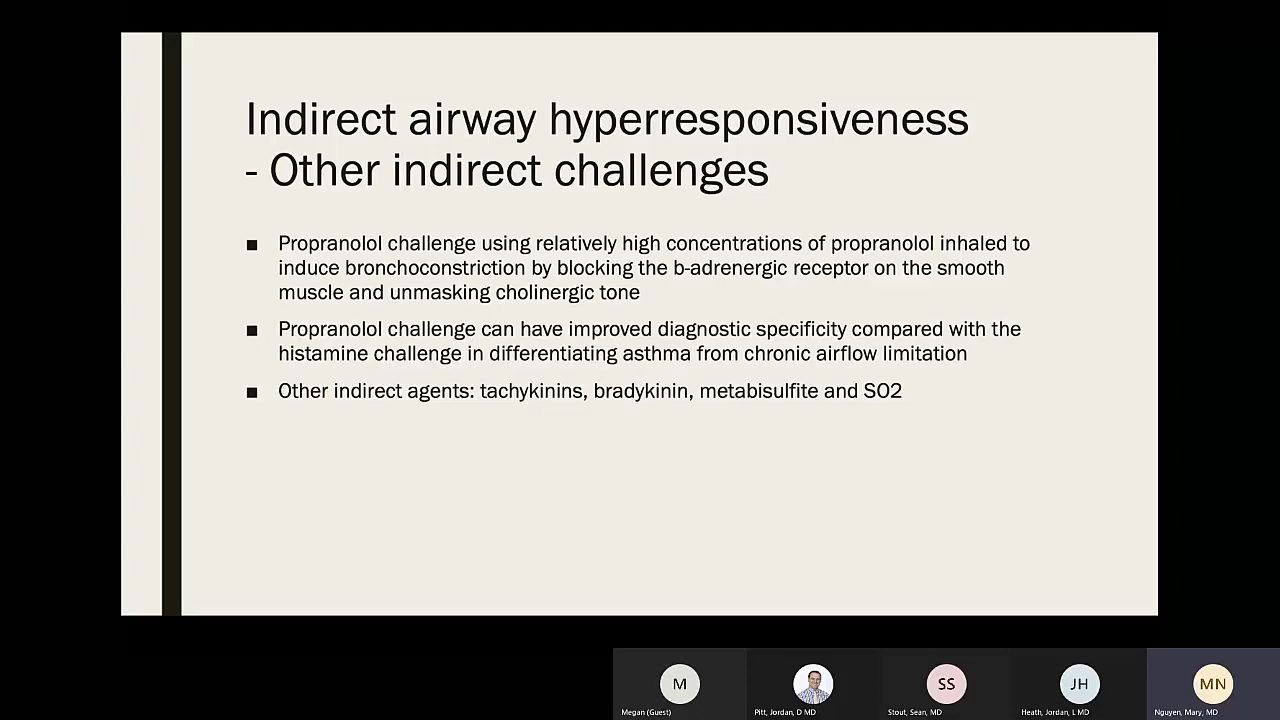 Indirect airway hyperresponsiveness
- Other indirect challenges
■ Propranolol challenge using relatively high concentrations of propranolol inhaled to
induce bronchoconstriction by blocking the b-adrenergic receptor on the smooth
muscle and unmasking cholinergic tone
■ Propranolol challenge can have improved diagnostic specificity compared with the
histamine challenge in differentiating asthma from chronic airflow limitation
■ Other indirect agents: tachykinins, bradykinin, metabisulfite and SO2
M
SS
JH
MN
Megan (Guest)
Pitt, Jordan, D MD
Stout, Sean, MD
Heath, Jordan, L MD
Nguyen, Mary, MD